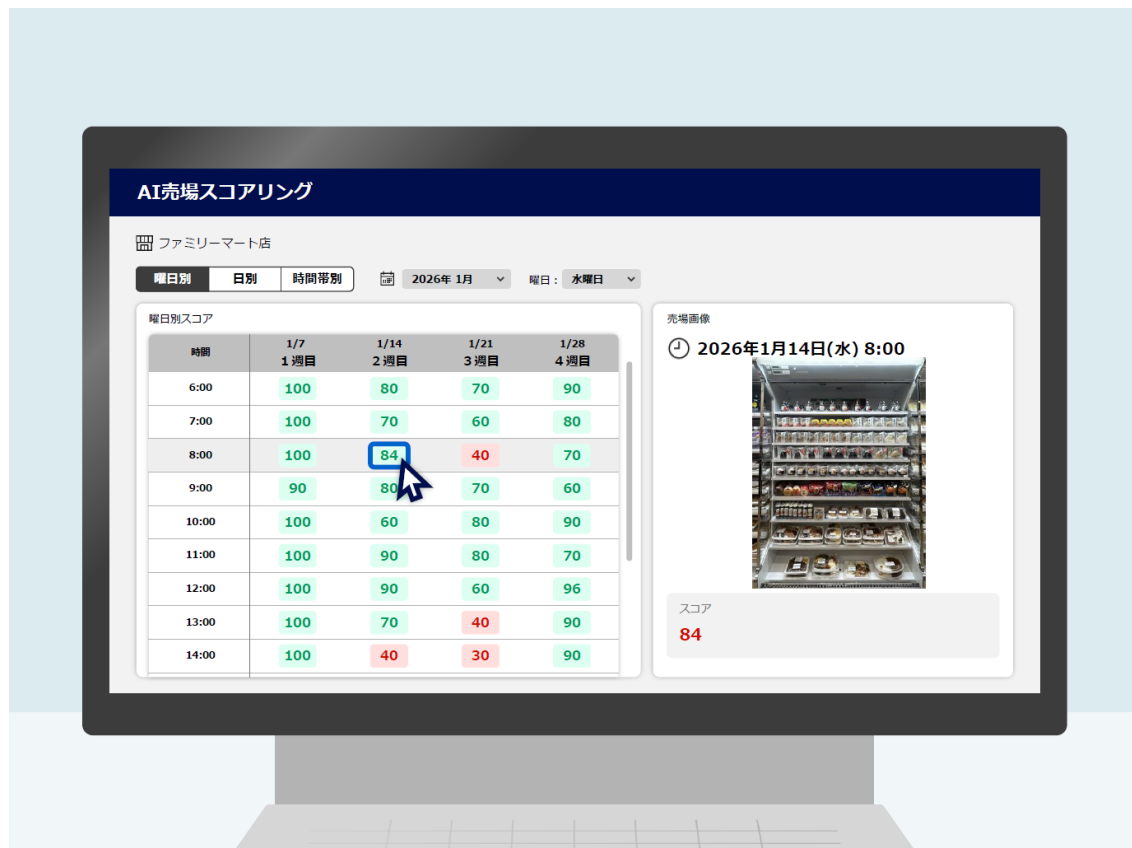 AI売場スコアリング
ファミリーマート店
曜日別 日別 時間帯別 2026年 1月 曜日： 水曜日
曜日別スコア
時間 1/7 1/14 1/21 1/28
1週目 2週目 3週目 4週目
6:00 100 80 70 90
7:00 100 70 60 80
8:00 100 84 40 70
9:00 90 80 70 60
10:00 100 60 80 90
11:00 100 90 80 70
12:00 100 90 60 96
13:00 100 70 40 90
14:00 100 40 30 90
売場画像
2026年1月14日(水) 8:00
スコア
84